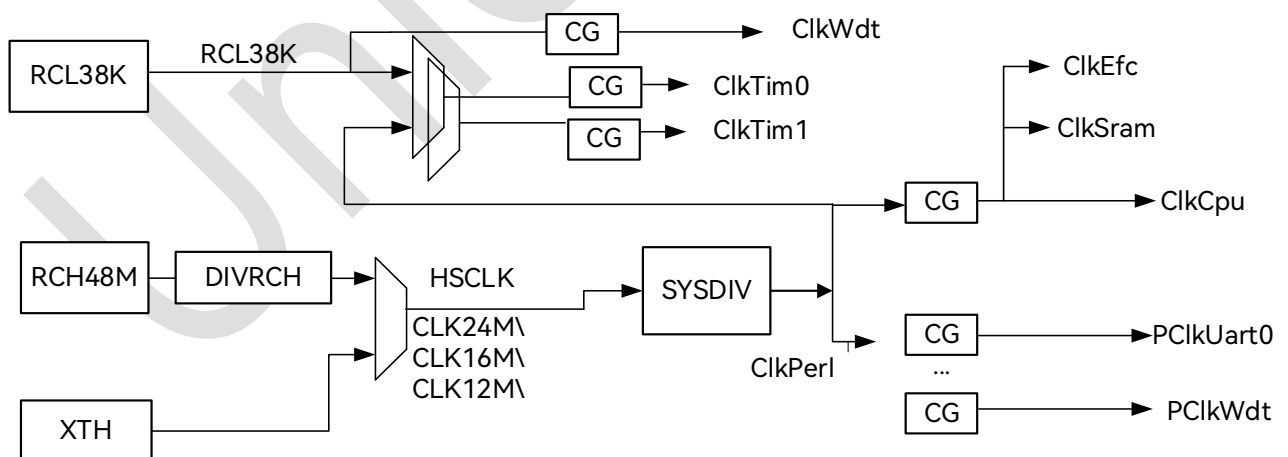 CG
ClkWdt
RCL38K
RCL38K
CG
ClkTim0
CG
ClkTim1
ClkEfc
ClkSram
CG
ClkCpu
RCH48M
DIVRCH
HSCLK
CLK24M\
CLK16M\
CLK12M\
SYSDIV
ClkPerl
CG
PClkUart0
...
CG
PClkWdt
XTH